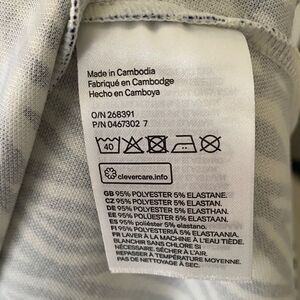 Made in Cambodia
Fabriqué en Cambodge
Hecho en Camboya
O/N 268391
P/N 0467302 7
40
clevercare.info
GB 95% POLYESTER 5% ELASTANE.
CZ 95% POLYESTER 5% ELASTAN.
DE 95% POLYESTER 5% ELASTHAN.
EE 95% POLÜESTER 5% ELASTAAN.
ES 95% poliéster 5% elastano.
FI 95% POLYESTERIÄ 5% ELASTAANIA.
FR LAVER À LA MACHINE À L'EAU TIÈDE.
BLANCHIR SANS CHLORE SI
NÉCESSAIRE. SÉCHER À L'AIR.
REPASSER À TEMPÉRATURE MOYENNE.
PAS DE NETTOYAGE À SEC.